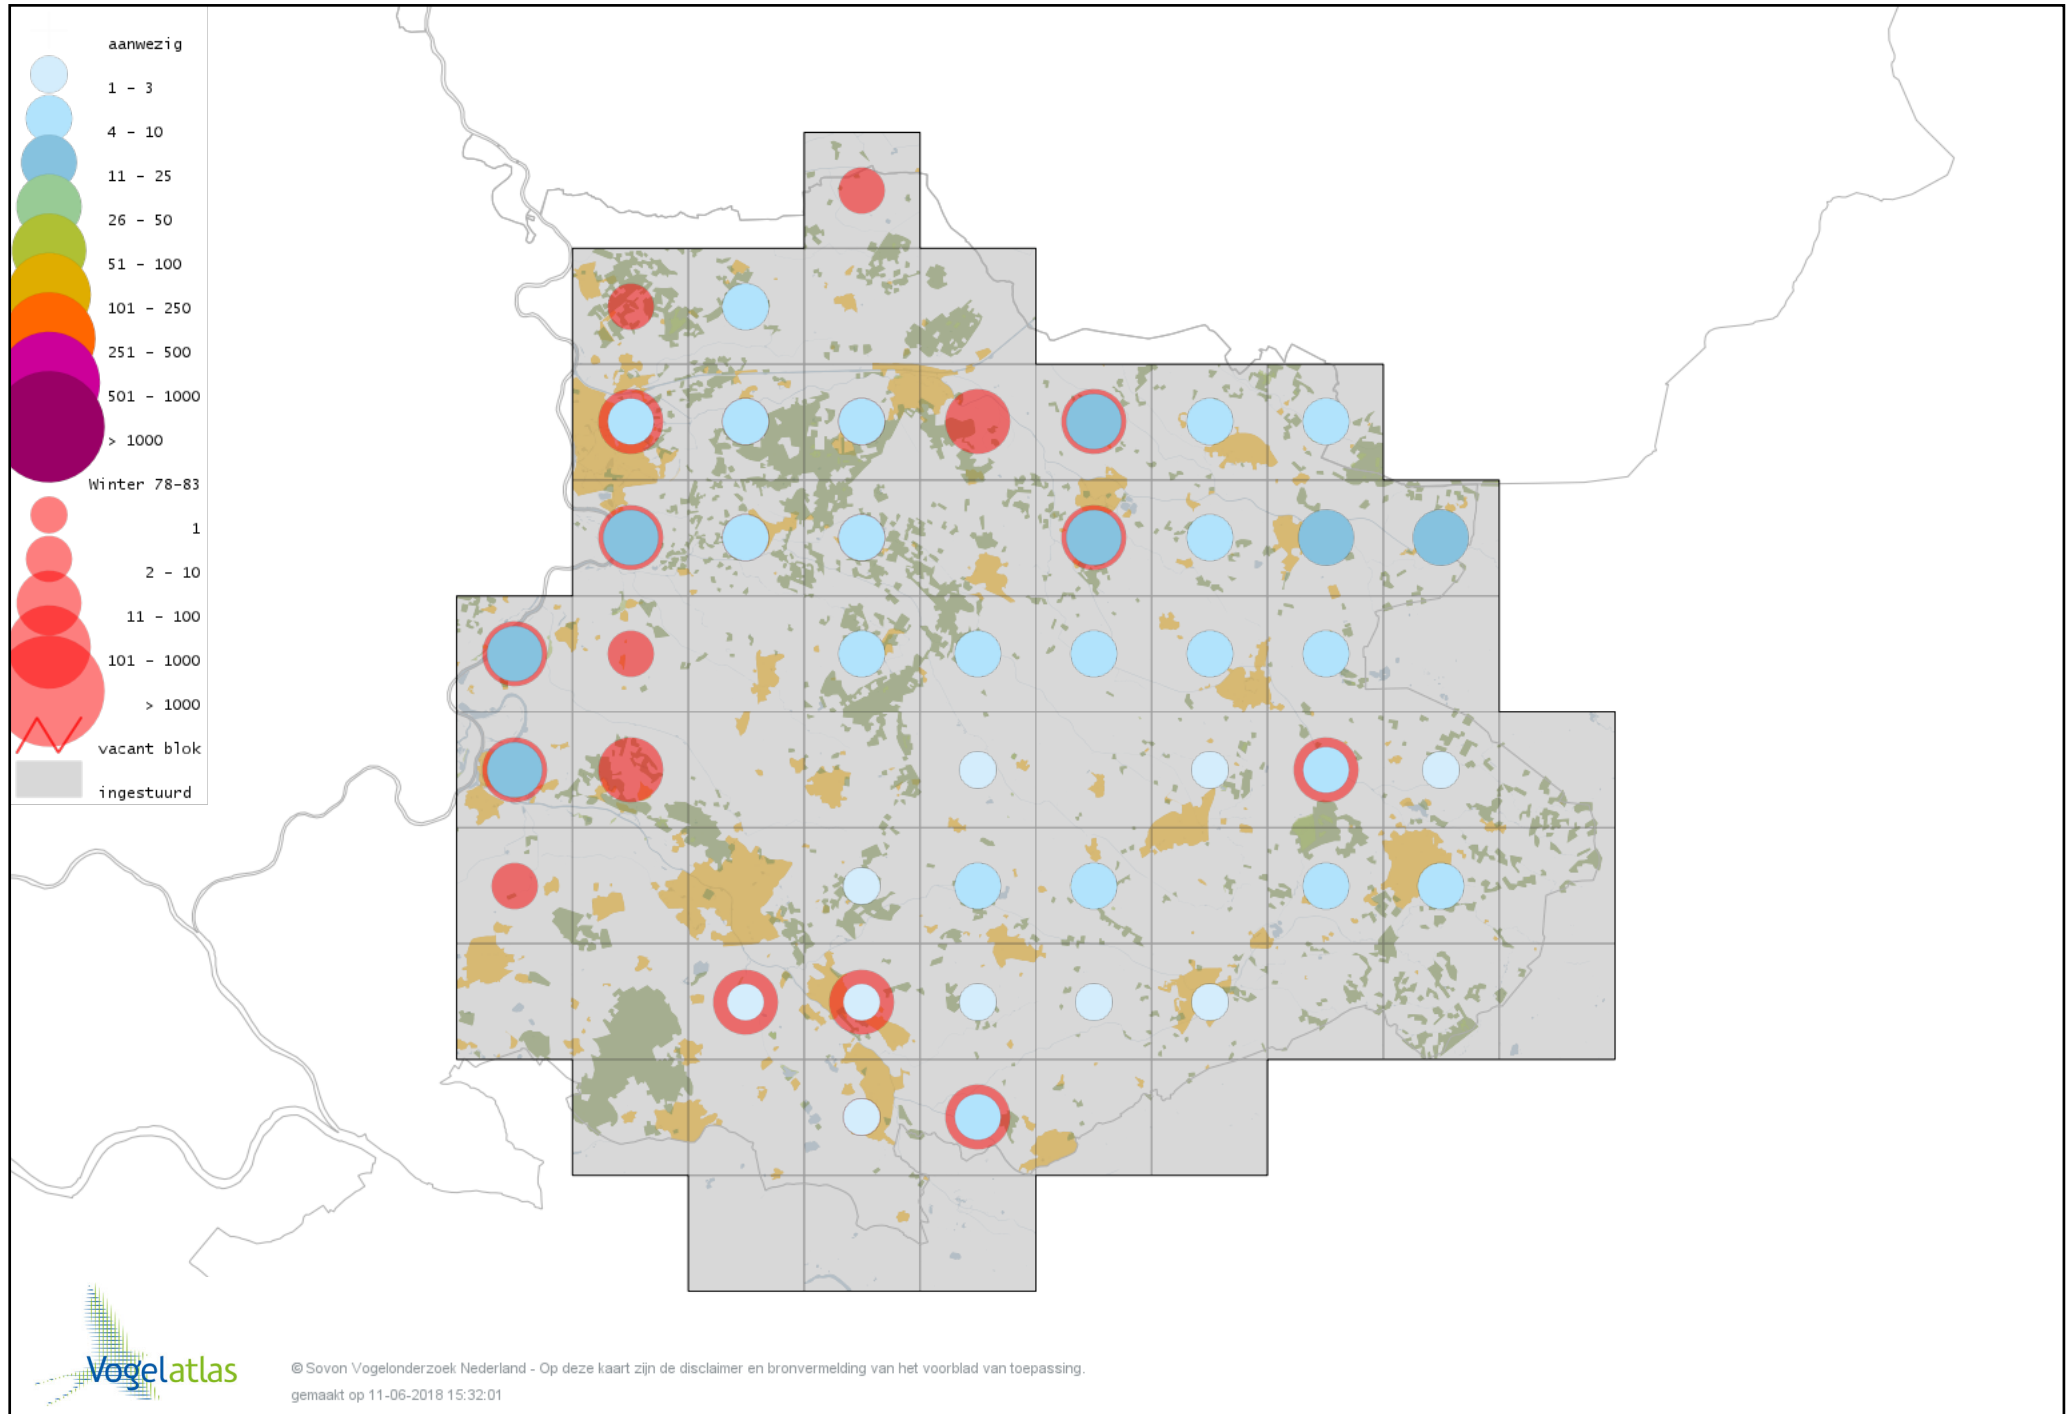 aanwezig
1 - 3
4 - 10
11 - 25
26 - 50
51 - 100
101 - 250
251 - 500
501 - 1000
> 1000
Winter 78-83
1
2 - 10
11 - 100
101 - 1000
> 1000
vacant blok
ingestuurd
Vogelatlas
© Sovon Vogelonderzoek Nederland - Op deze kaart zijn de disclaimer en bronvermelding van het voorblad van toepassing.
gemaakt op 11-06-2018 15:32:01